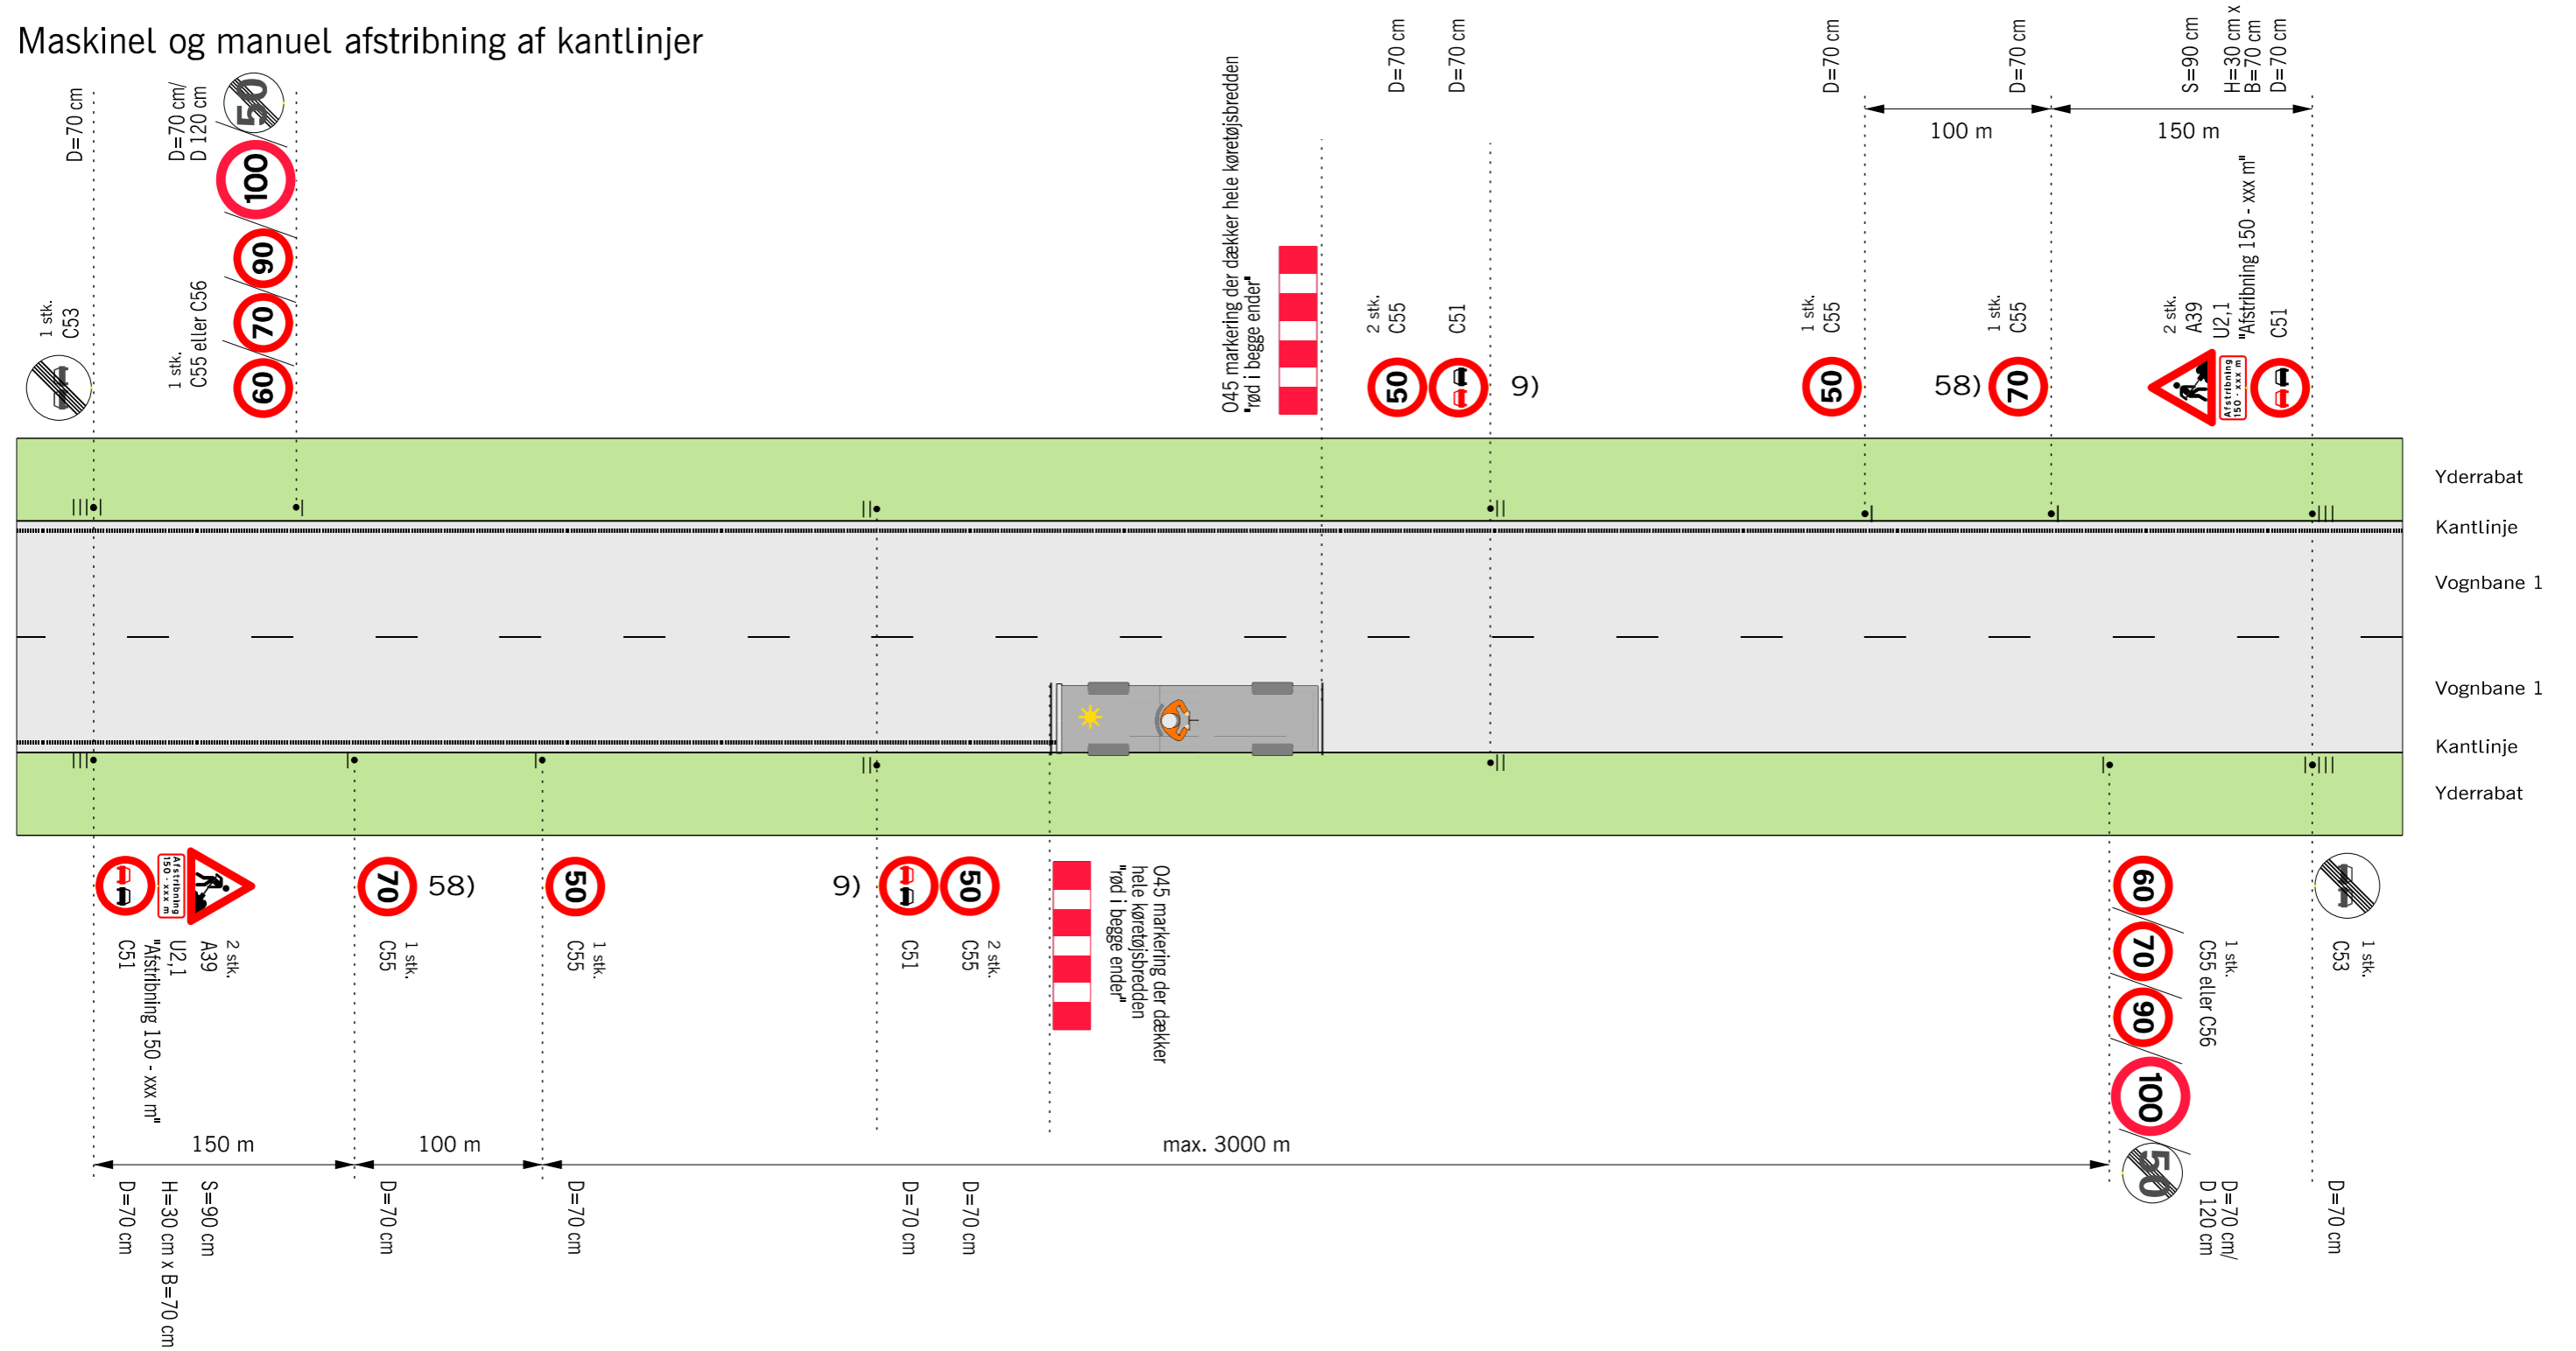 Maskinel og manuel afstribning af kantlinjer
D=70 cm
D=70 cm/
D 120 cm
50
100
90
70
60
1 stk.
C53
1 stk.
C55 eller C56
O45 markering der dækker hele køretøjsbredden
"rød i begge ender"
D=70 cm
D=70 cm
2 stk.
C55
C51
50
9)
D=70 cm
D=70 cm
S=90 cm
H=30 cm x
B=70 cm
D=70 cm
100 m
150 m
1 stk.
C55
50
1 stk.
C55
58)
70
2 stk.
A39
U2,1
"Afstribning 150 - xxx m"
C51
Afstribning
150 - xxx m
Yderrabat
Kantlinje
Vognbane 1
Vognbane 1
Kantlinje
Yderrabat
Afstribning
150 - xxx m
2 stk.
A39
U2,1
"Afstribning 150 - xxx m"
C51
70
58)
1 stk.
C55
50
1 stk.
C55
9)
50
2 stk.
C55
C51
O45 markering der dækker
hele køretøjsbredden
"rød i begge ender"
60
70
90
100
50
1 stk.
C55 eller C56
1 stk.
C53
150 m
100 m
max. 3000 m
S=90 cm
H=30 cm x B=70 cm
D=70 cm
D=70 cm
D=70 cm
D=70 cm
D=70 cm
D=70 cm/
D 120 cm
D=70 cm